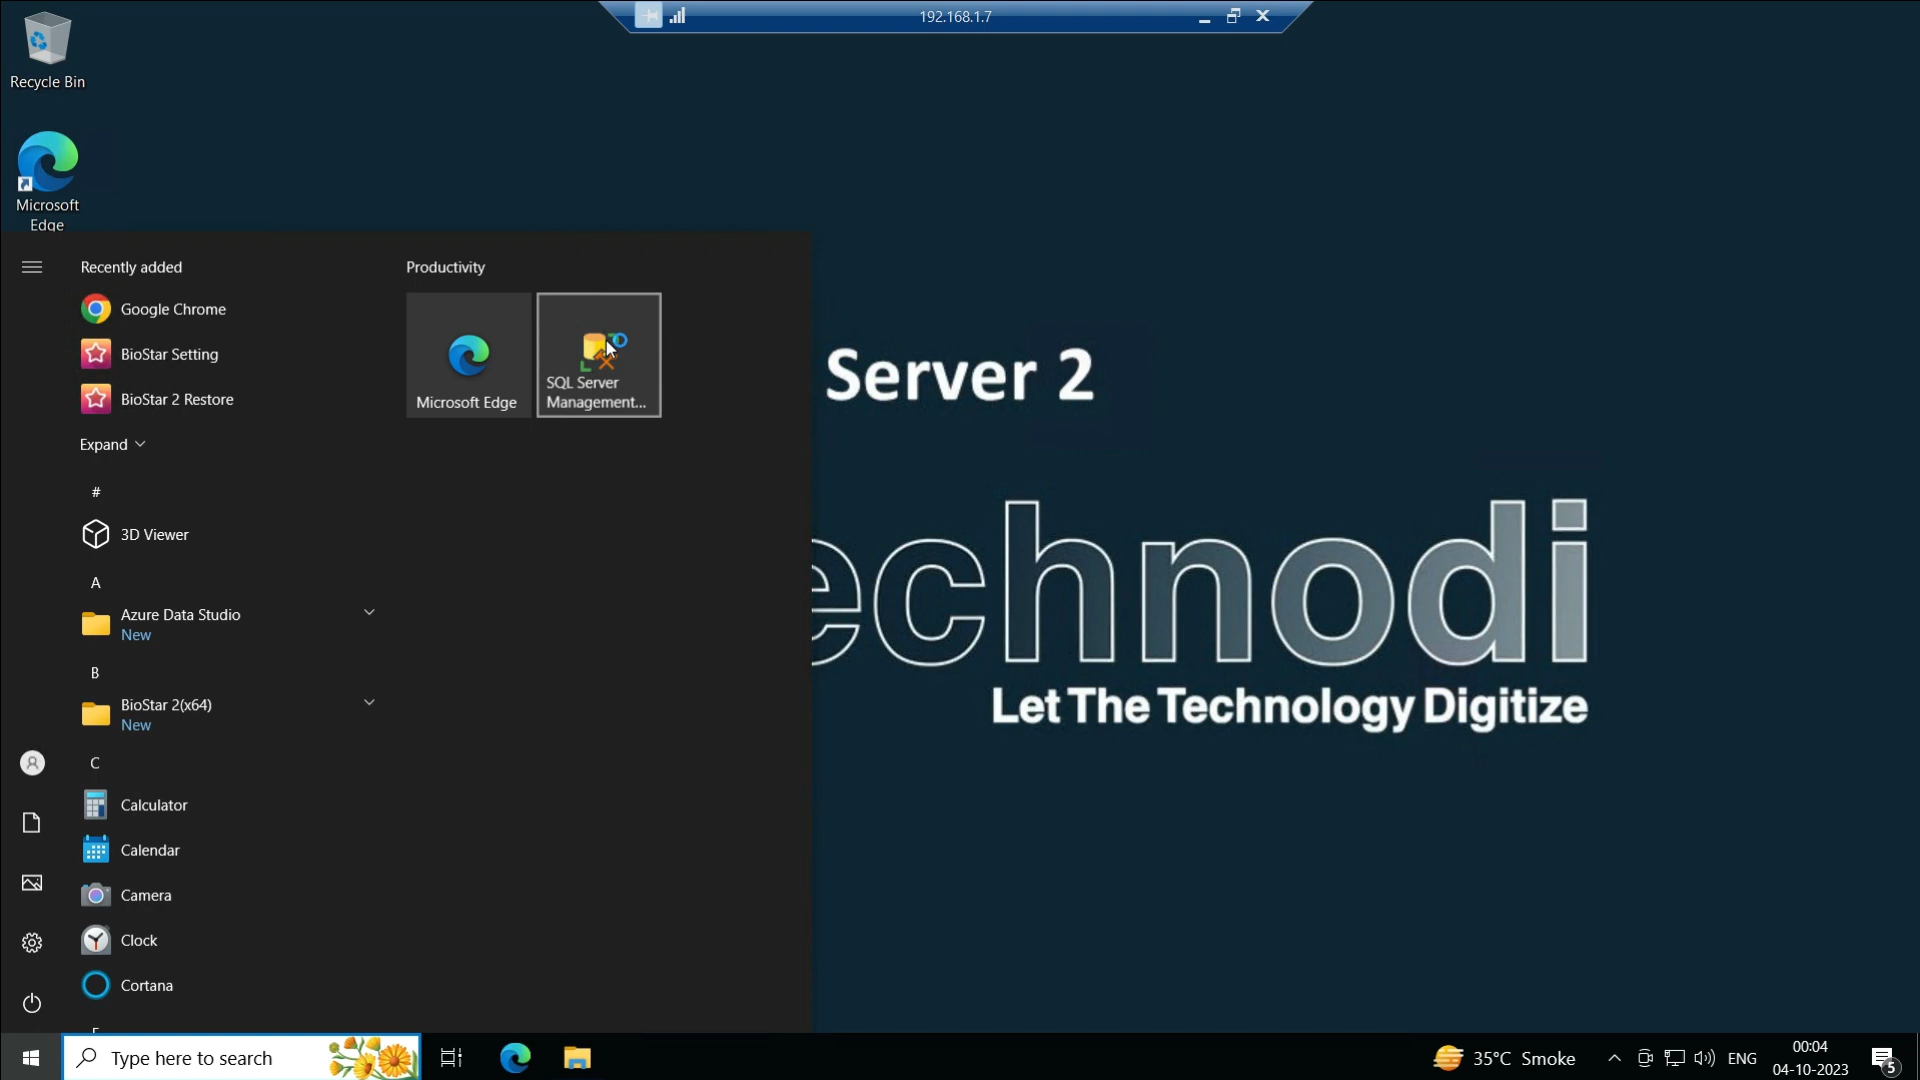 192.168.1.7
Recycle Bin
Microsoft
Edge
Recently added
Productivity
Google Chrome
BioStar Setting
BioStar 2 Restore
Microsoft Edge
SQL Server
Management...
Expand
#
3D Viewer
A
Azure Data Studio
New
B
BioStar 2(x64)
New
C
Calculator
Calendar
Camera
Clock
Cortana
Server 2
echnodi
Let The Technology Digitize
Type here to search
35°C Smoke
ENG
00:04
04-10-2023
5